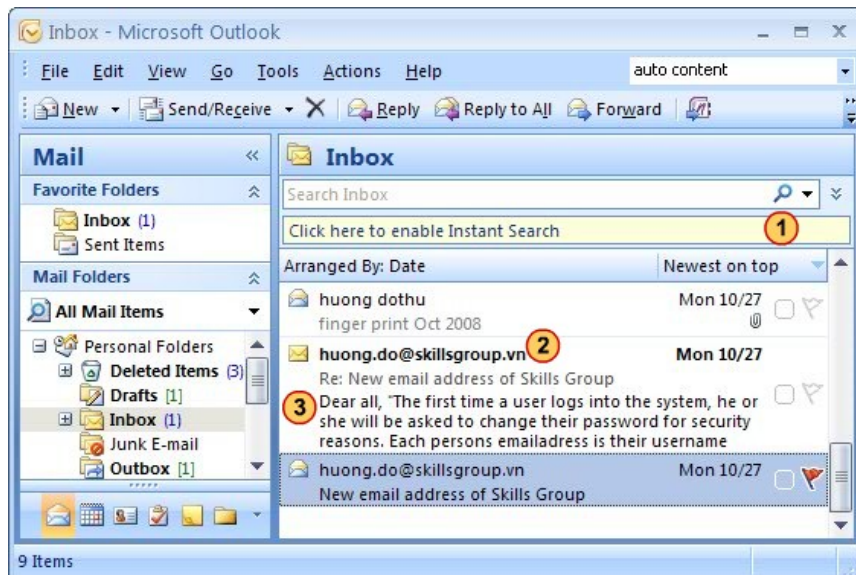 Inbox - Microsoft Outlook
File Edit View Go Tools Actions Help auto content
New Send/Receive Reply Reply to All Forward
Mail «
Favorite Folders
Inbox (1)
Sent Items
Mail Folders
All Mail Items
Personal Folders
Deleted Items (3)
Drafts [1]
Inbox (1)
Junk E-mail
Outbox [1]
Inbox
Search Inbox
Click here to enable Instant Search 1
Arranged By: Date Newest on top
huong dothu Mon 10/27
finger print Oct 2008
huong.do@skillsgroup.vn 2 Mon 10/27
Re: New email address of Skills Group
3 Dear all, "The first time a user logs into the system, he or
she will be asked to change their password for security
reasons. Each persons emailadress is their username
huong.do@skillsgroup.vn Mon 10/27
New email address of Skills Group
9 Items